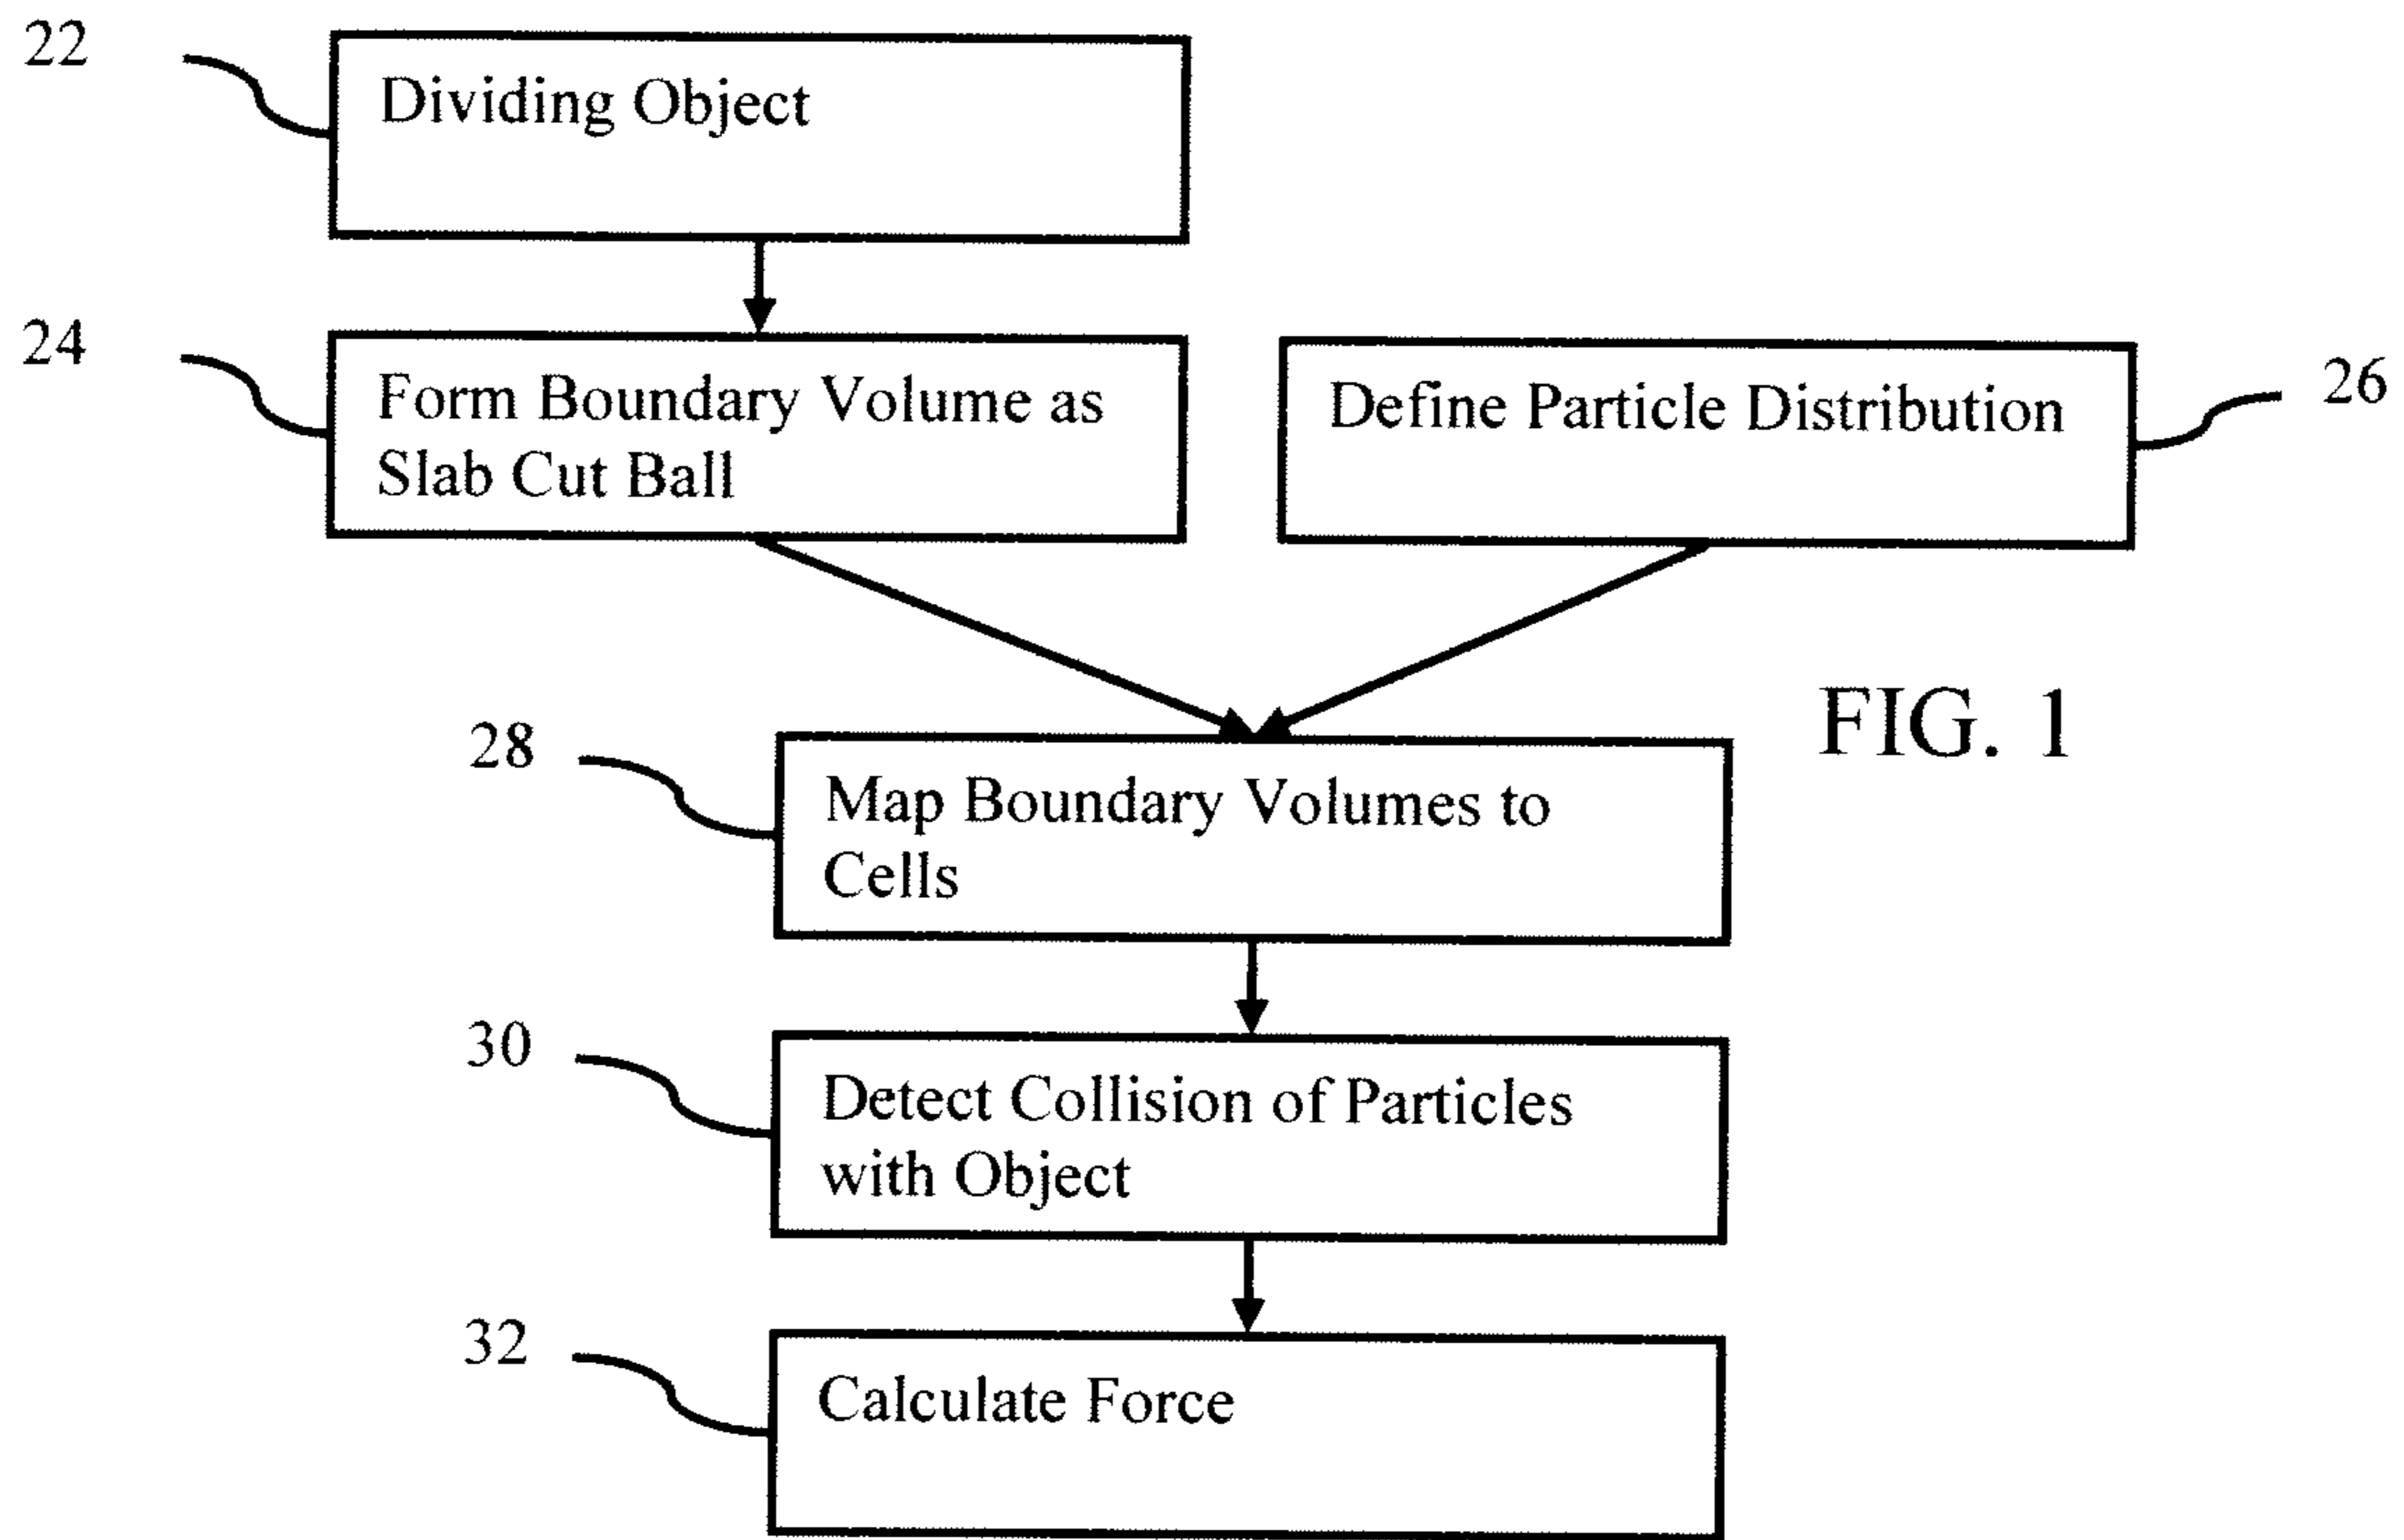 22
Dividing Object
24
Form Boundary Volume as
Slab Cut Ball
Define Particle Distribution
26
FIG. 1
28
Map Boundary Volumes to
Cells
30
Detect Collision of Particles
with Object
32
Calculate Force